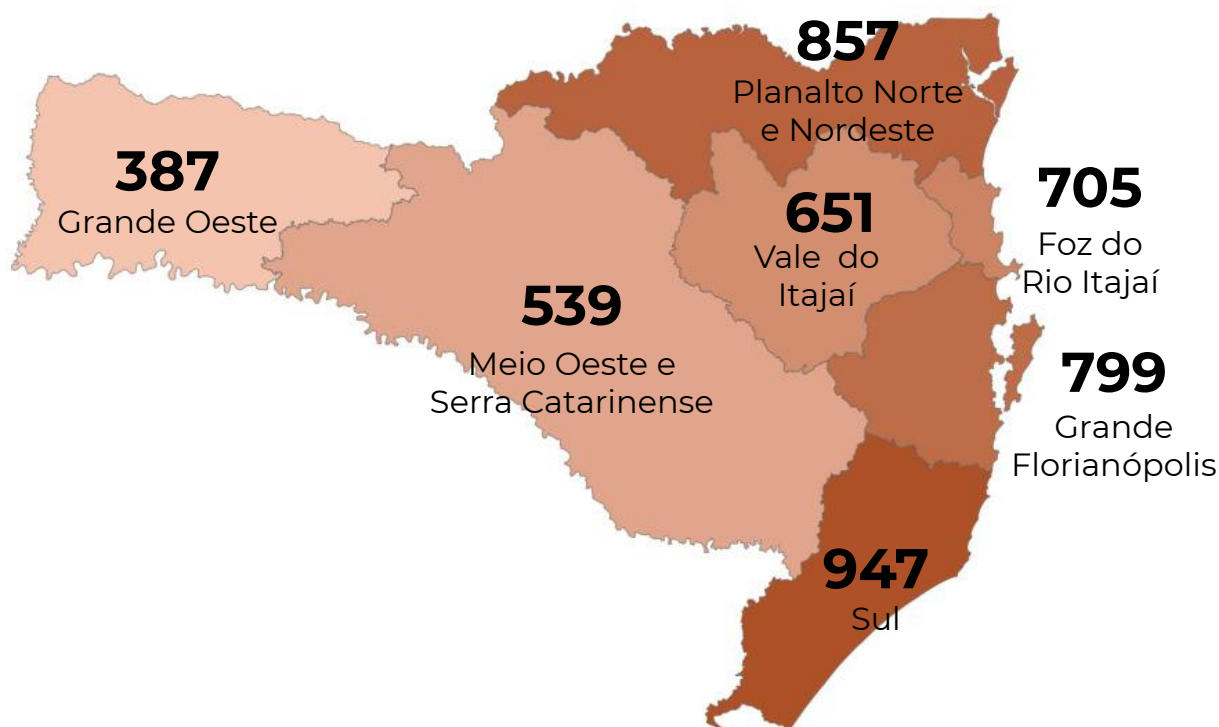 857
Planalto Norte
e Nordeste
387
Grande Oeste
651
Vale do
Itajaí
705
Foz do
Rio Itajaí
539
Meio Oeste e
Serra Catarinense
799
Grande
Florianópolis
947
Sul